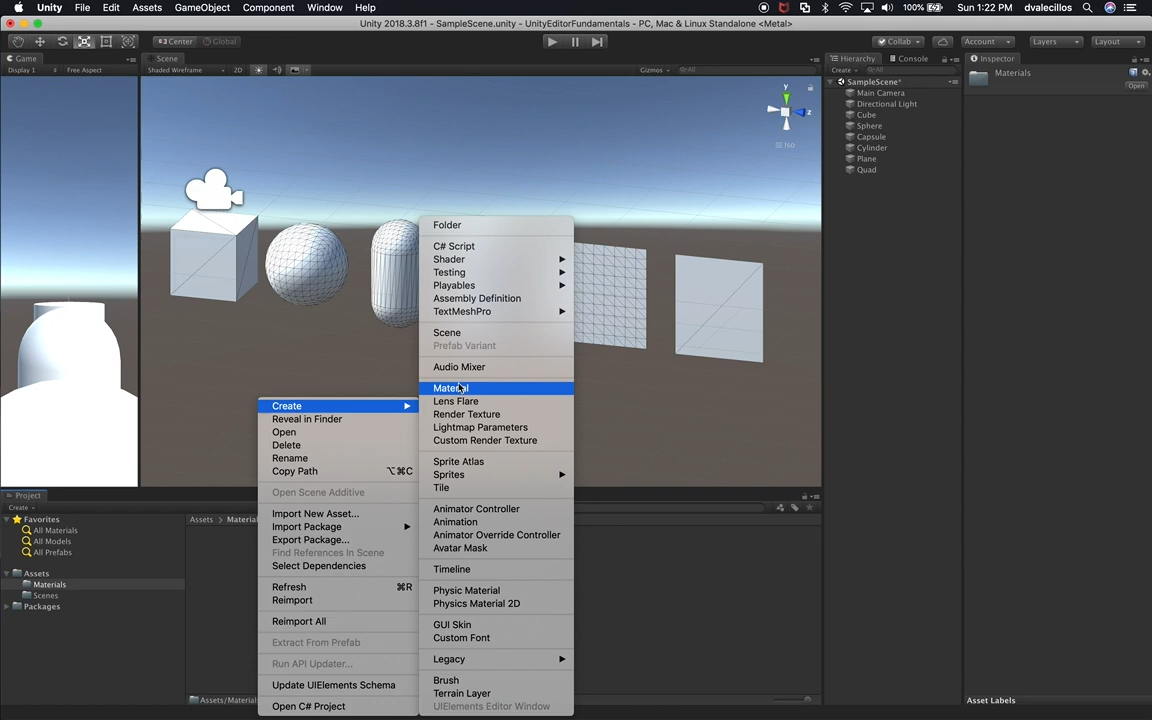 Unity File Edit Assets GameObject Component Window Help 100% Sun 1:22 PM dvalecillos
Unity 2018.3.8f1 - SampleScene.unity - UnityEditorFundamentals - PC, Mac & Linux Standalone <Metal>
Center Global Collab Account Layers Layout
Game Scene Hierarchy Console Inspector
Display 1 Free Aspect Shaded Wireframe 2D Gizmos All Create All
Materials
Open
SampleScene*
Main Camera
Directional Light
Cube
Sphere
Capsule
Cylinder
Plane
Quad
y
z
Iso
Folder
C# Script
Shader
Testing
Playables
Assembly Definition
TextMeshPro
Scene
Prefab Variant
Audio Mixer
Material
Lens Flare
Render Texture
Lightmap Parameters
Custom Render Texture
Sprite Atlas
Sprites
Tile
Animator Controller
Animation
Animator Override Controller
Avatar Mask
Timeline
Physic Material
Physics Material 2D
GUI Skin
Custom Font
Legacy
Brush
Terrain Layer
UIElements Editor Window
Create
Reveal in Finder
Open
Delete
Rename
Copy Path ⌥⌘C
Open Scene Additive
Import New Asset...
Import Package
Export Package...
Find References In Scene
Select Dependencies
Refresh ⌘R
Reimport
Reimport All
Extract From Prefab
Run API Updater...
Update UIElements Schema
Open C# Project
Project
Create
Favorites
All Materials
All Models
All Prefabs
Assets
Materials
Scenes
Packages
Assets > Material
Assets/Material
Asset Labels